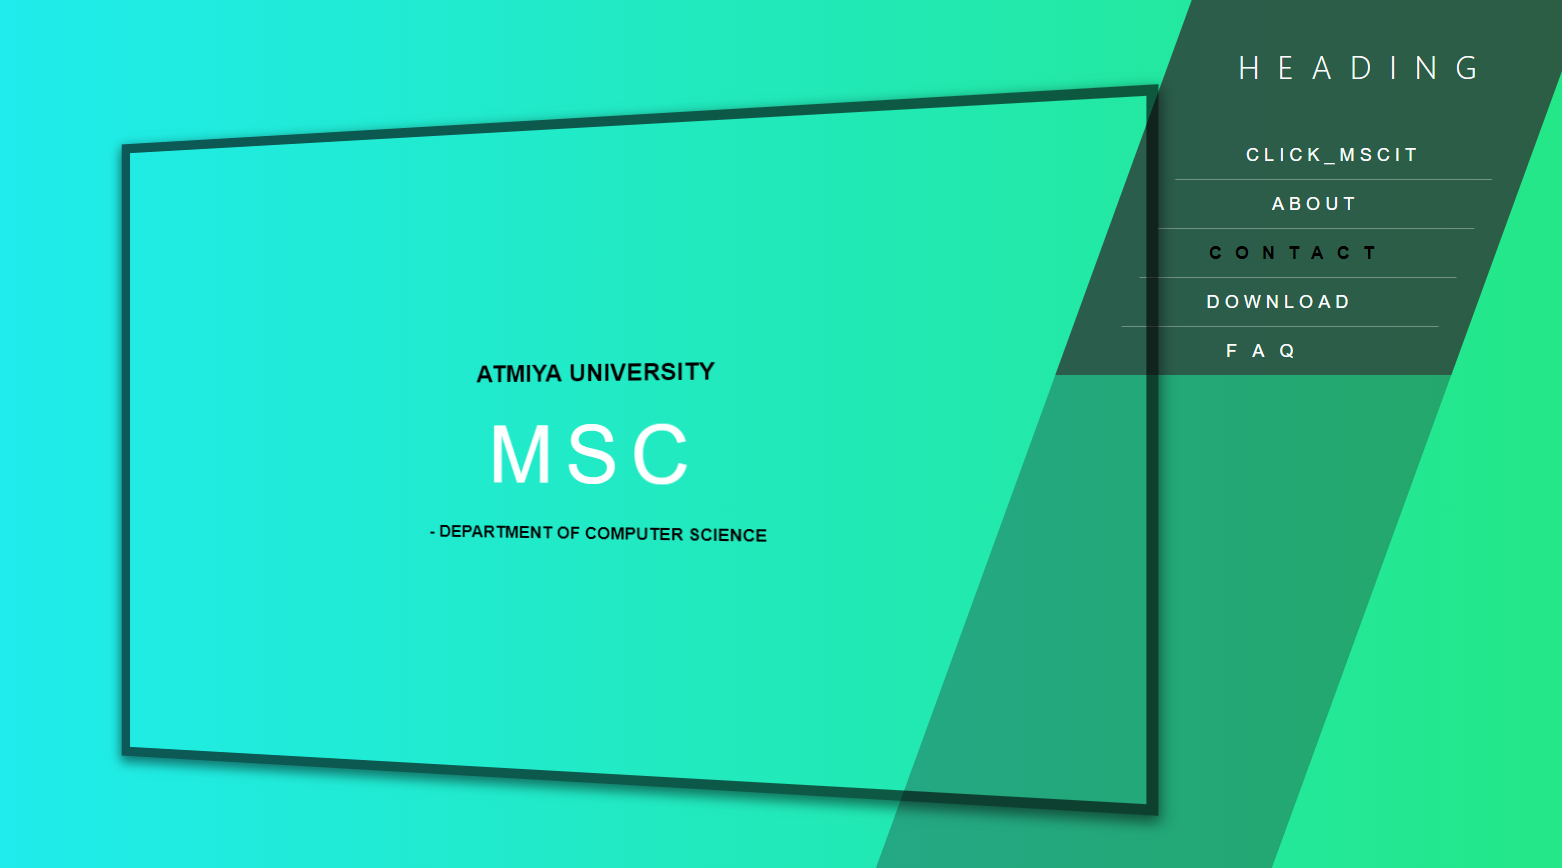 HEADING
CLICK_MSCIT
ABOUT
CONTACT
DOWNLOAD
FAQ
ATMIYA UNIVERSITY
MSC
- DEPARTMENT OF COMPUTER SCIENCE